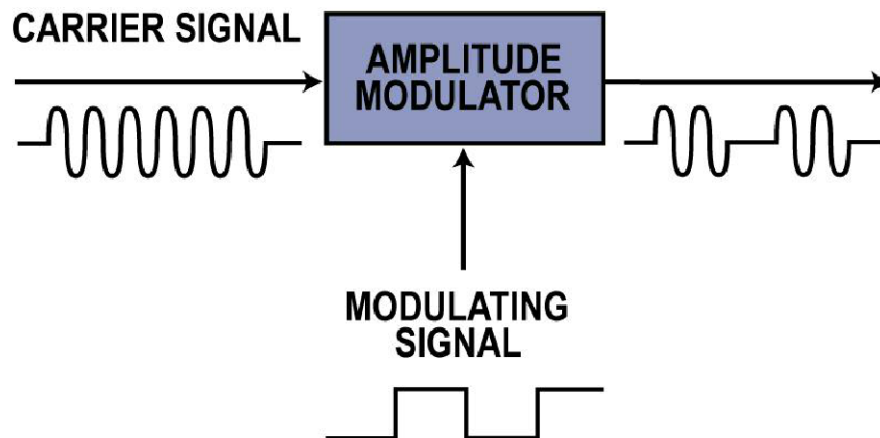 CARRIER SIGNAL
AMPLITUDE
MODULATOR
MODULATING
SIGNAL